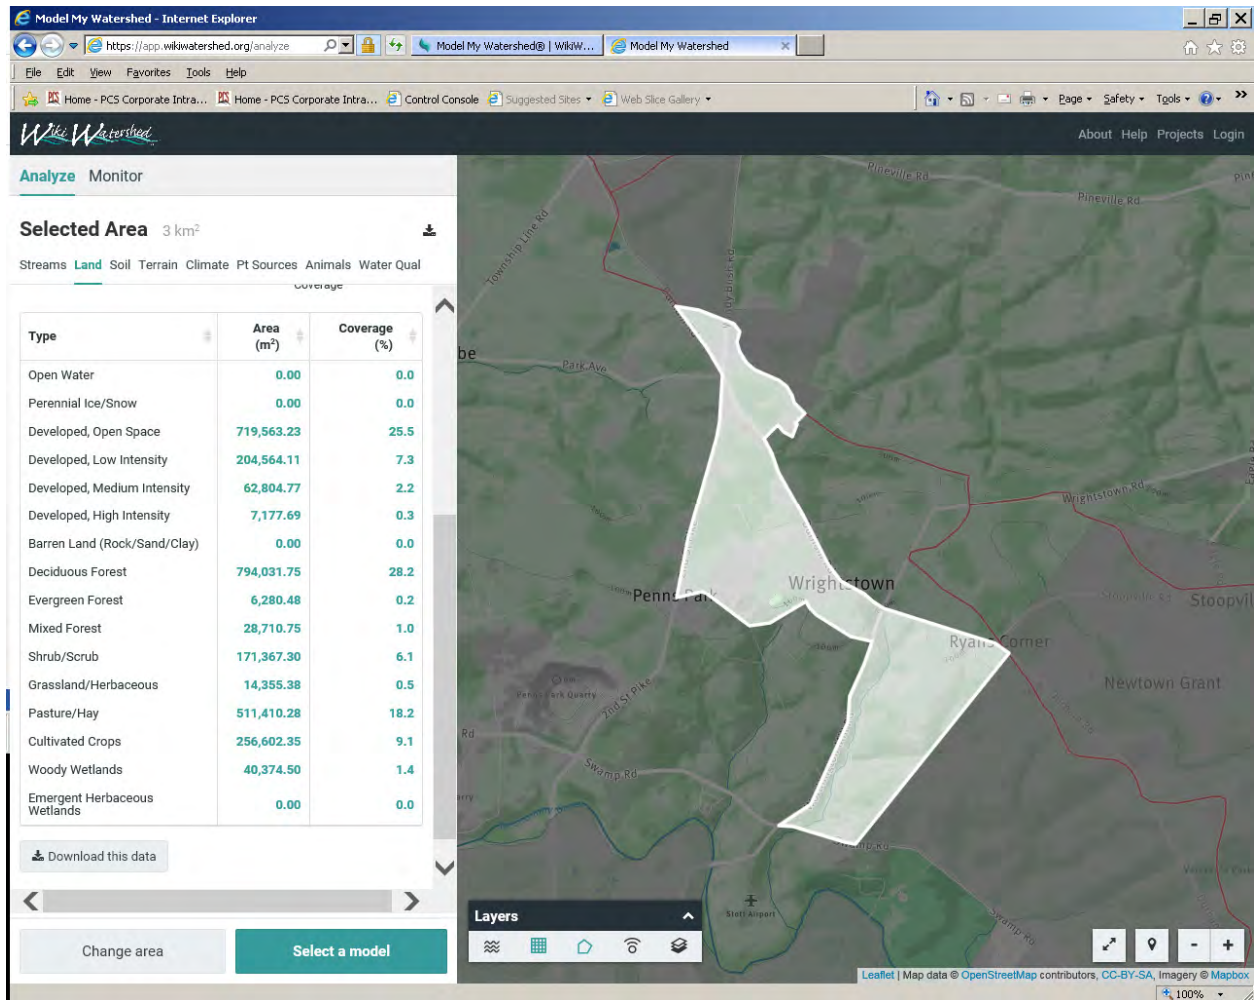 Model My Watershed - Internet Explorer
https://app.wikiwatershed.org/analyze
Model My Watershed® | WikiW...
Model My Watershed
File Edit View Favorites Tools Help
Home - PCS Corporate Intra...
Home - PCS Corporate Intra...
Control Console
Suggested Sites
Web Slice Gallery
Page
Safety
Tools
Wiki Watershed
About Help Projects Login
Analyze Monitor
Selected Area 3 km²
Streams Land Soil Terrain Climate Pt Sources Animals Water Qual
Coverage
Type Area (m²) Coverage (%)
Open Water 0.00 0.0
Perennial Ice/Snow 0.00 0.0
Developed, Open Space 719,563.23 25.5
Developed, Low Intensity 204,564.11 7.3
Developed, Medium Intensity 62,804.77 2.2
Developed, High Intensity 7,177.69 0.3
Barren Land (Rock/Sand/Clay) 0.00 0.0
Deciduous Forest 794,031.75 28.2
Evergreen Forest 6,280.48 0.2
Mixed Forest 28,710.75 1.0
Shrub/Scrub 171,367.30 6.1
Grassland/Herbaceous 14,355.38 0.5
Pasture/Hay 511,410.28 18.2
Cultivated Crops 256,602.35 9.1
Woody Wetlands 40,374.50 1.4
Emergent Herbaceous
Wetlands 0.00 0.0
Download this data
Change area
Select a model
Pineville Rd
Pineville Rd
Township Line Rd
be
Park Ave
Wrightstown Rd
Penns Park
Wrightstown
Ryans Corner
Stoopvil
Newtown Grant
Penns Park Quarry
2nd St Pike
Rd
Swamp Rd
Swamp Rd
Stott Airport
Swamp Rd
Layers
Leaflet | Map data © OpenStreetMap contributors, CC-BY-SA, Imagery © Mapbox
100%